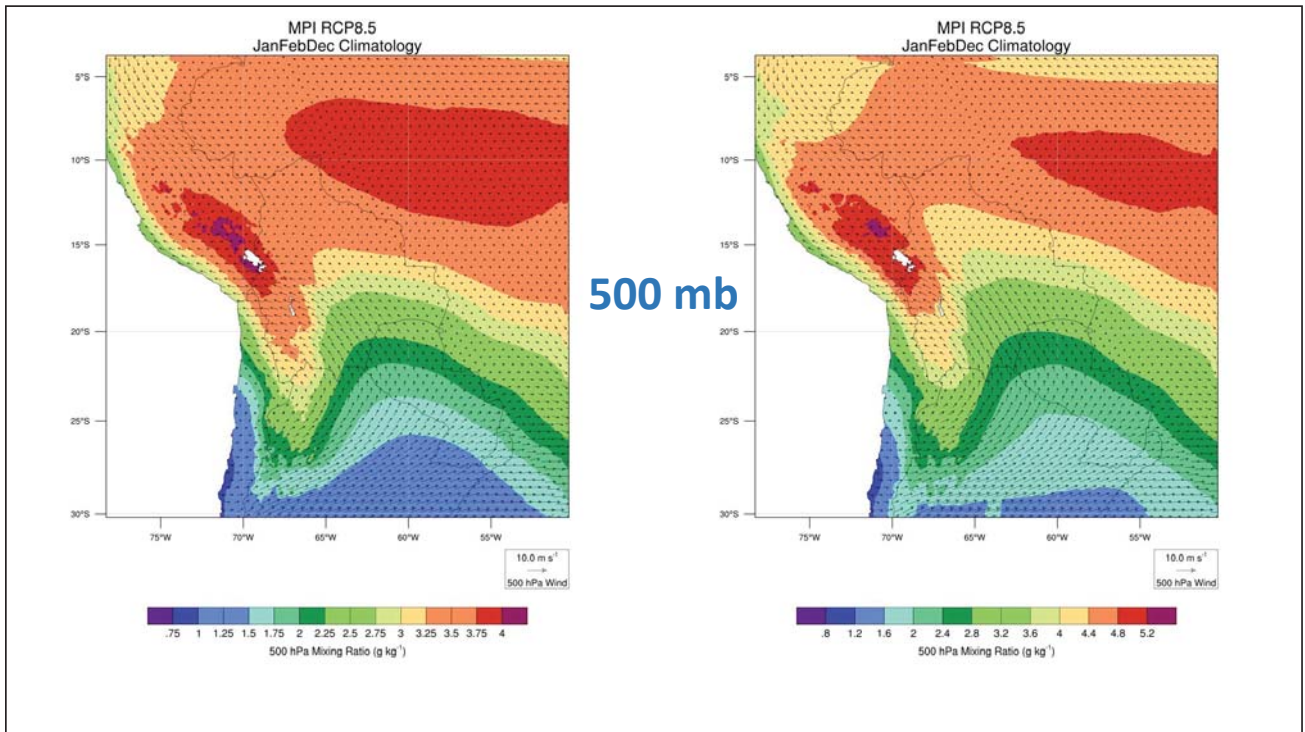 MPI RCP8.5
JanFebDec Climatology
5°S
10°S
15°S
20°S
25°S
30°S
75°W 70°W 65°W 60°W 55°W
10.0 m s⁻¹
500 hPa Wind
.75 1 1.25 1.5 1.75 2 2.25 2.5 2.75 3 3.25 3.5 3.75 4
500 hPa Mixing Ratio (g kg⁻¹)
500 mb
MPI RCP8.5
JanFebDec Climatology
5°S
10°S
15°S
20°S
25°S
30°S
75°W 70°W 65°W 60°W 55°W
10.0 m s⁻¹
500 hPa Wind
.8 1.2 1.6 2 2.4 2.8 3.2 3.6 4 4.4 4.8 5.2
500 hPa Mixing Ratio (g kg⁻¹)